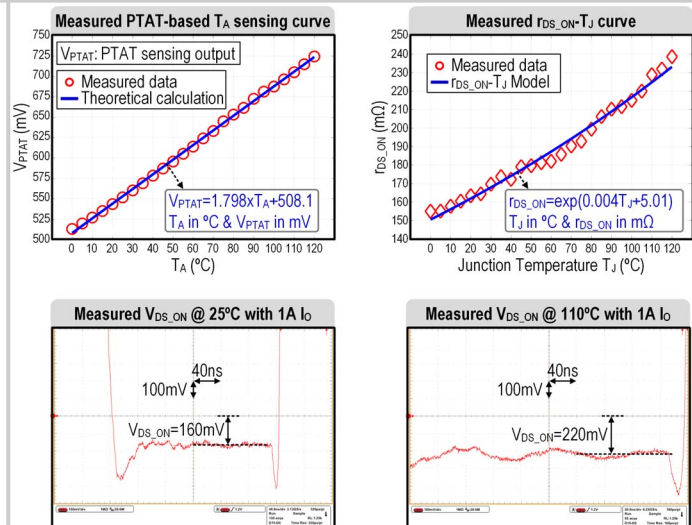 Measured PTAT-based TA sensing curve
VPTAT: PTAT sensing output
Measured data
Theoretical calculation
VPTAT (mV)
750
725
700
675
650
625
600
575
550
525
500
VPTAT=1.798xTA+508.1
TA in ºC & VPTAT in mV
0 10 20 30 40 50 60 70 80 90 100 110 120
TA (ºC)
Measured rDS_ON-TJ curve
Measured data
rDS_ON-TJ Model
rDS_ON (mΩ)
250
240
230
220
210
200
190
180
170
160
150
140
rDS_ON=exp(0.004TJ+5.01)
TJ in ºC & rDS_ON in mΩ
0 10 20 30 40 50 60 70 80 90 100 110 120
Junction Temperature TJ (ºC)
Measured VDS_ON @ 25ºC with 1A IO
40ns
100mV
VDS_ON=160mV
Measured VDS_ON @ 110ºC with 1A IO
40ns
100mV
VDS_ON=220mV